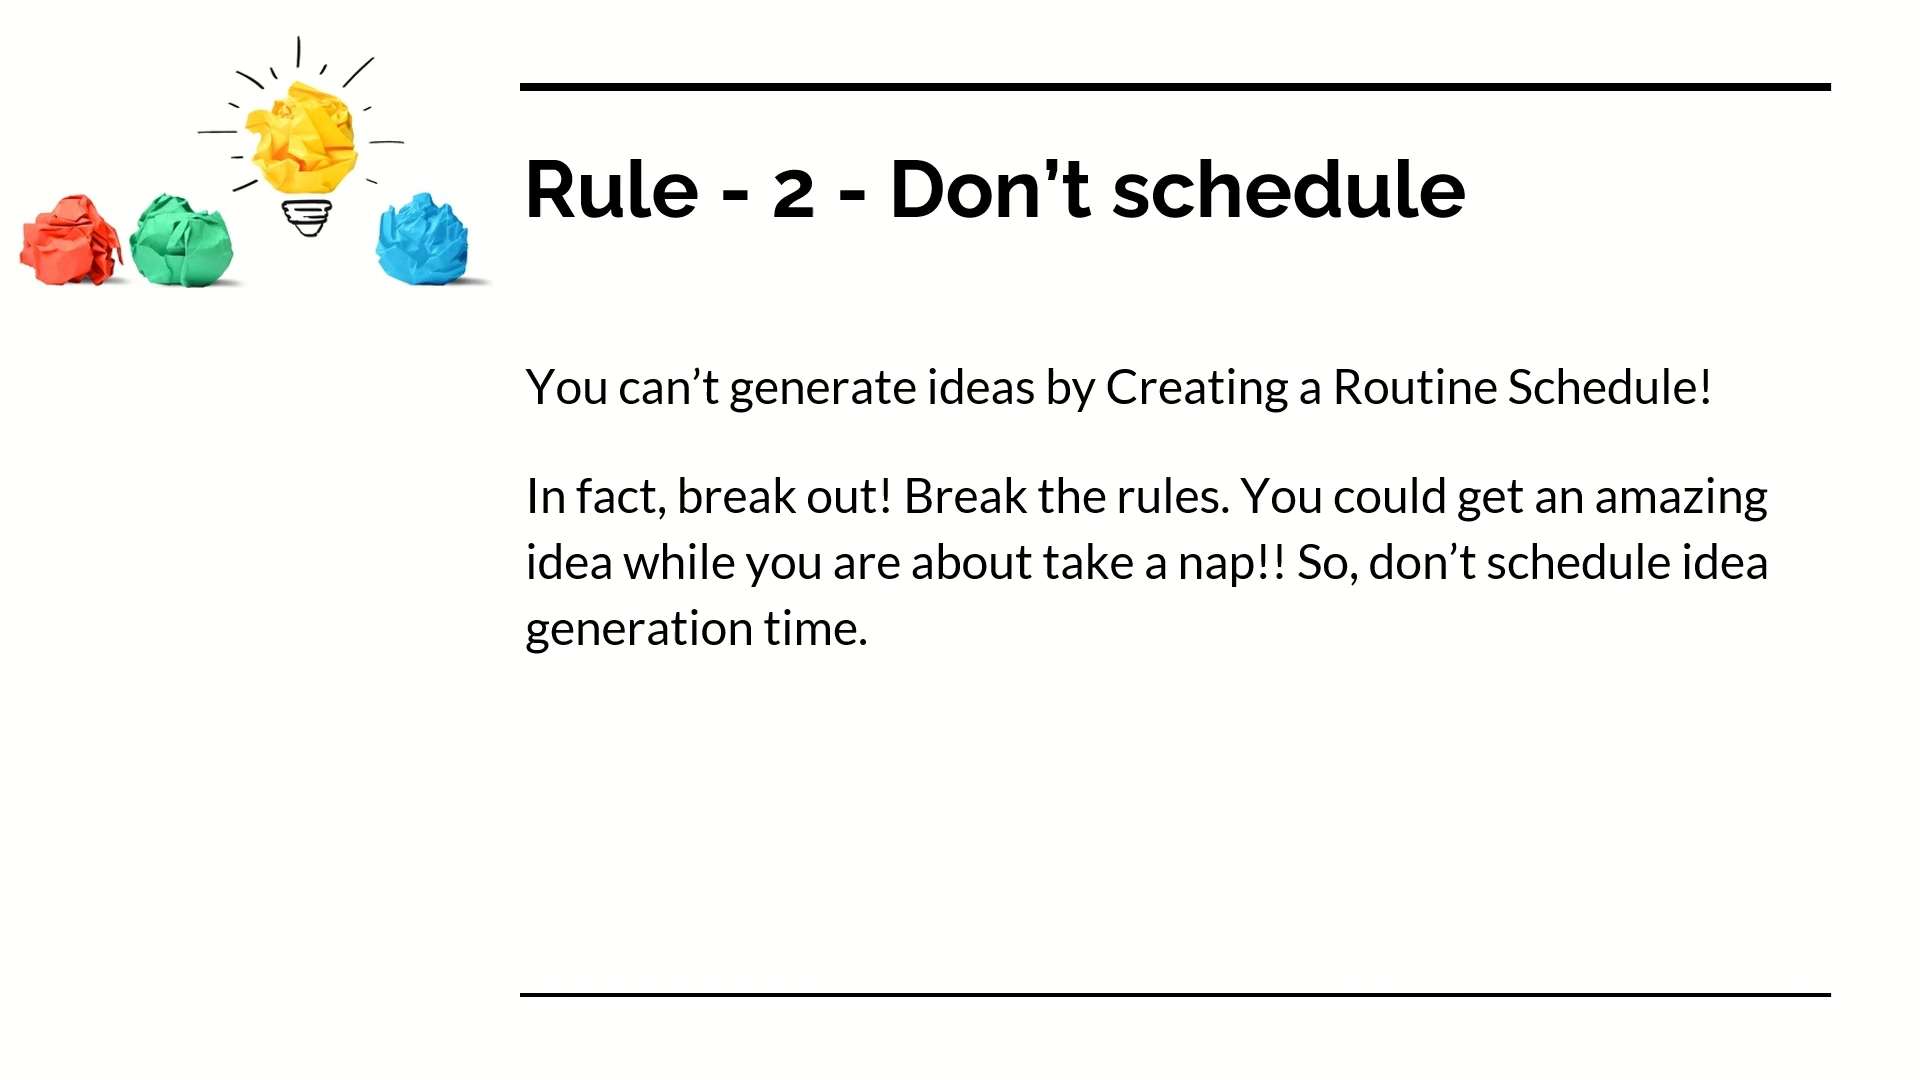 Rule - 2 - Don’t schedule
You can’t generate ideas by Creating a Routine Schedule!
In fact, break out! Break the rules. You could get an amazing
idea while you are about take a nap!! So, don’t schedule idea
generation time.